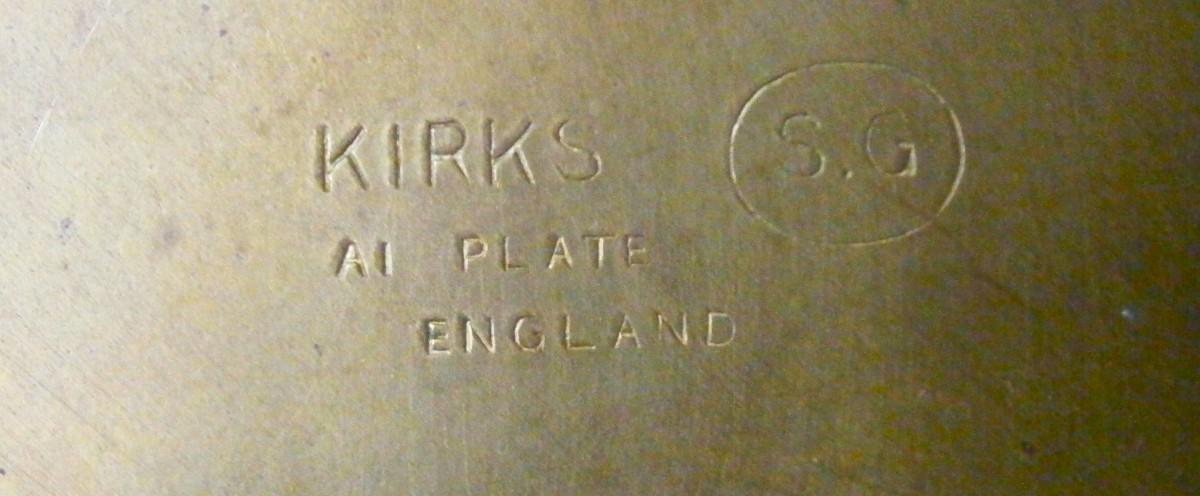 KIRKS S.G
A1 PLATE
ENGLAND